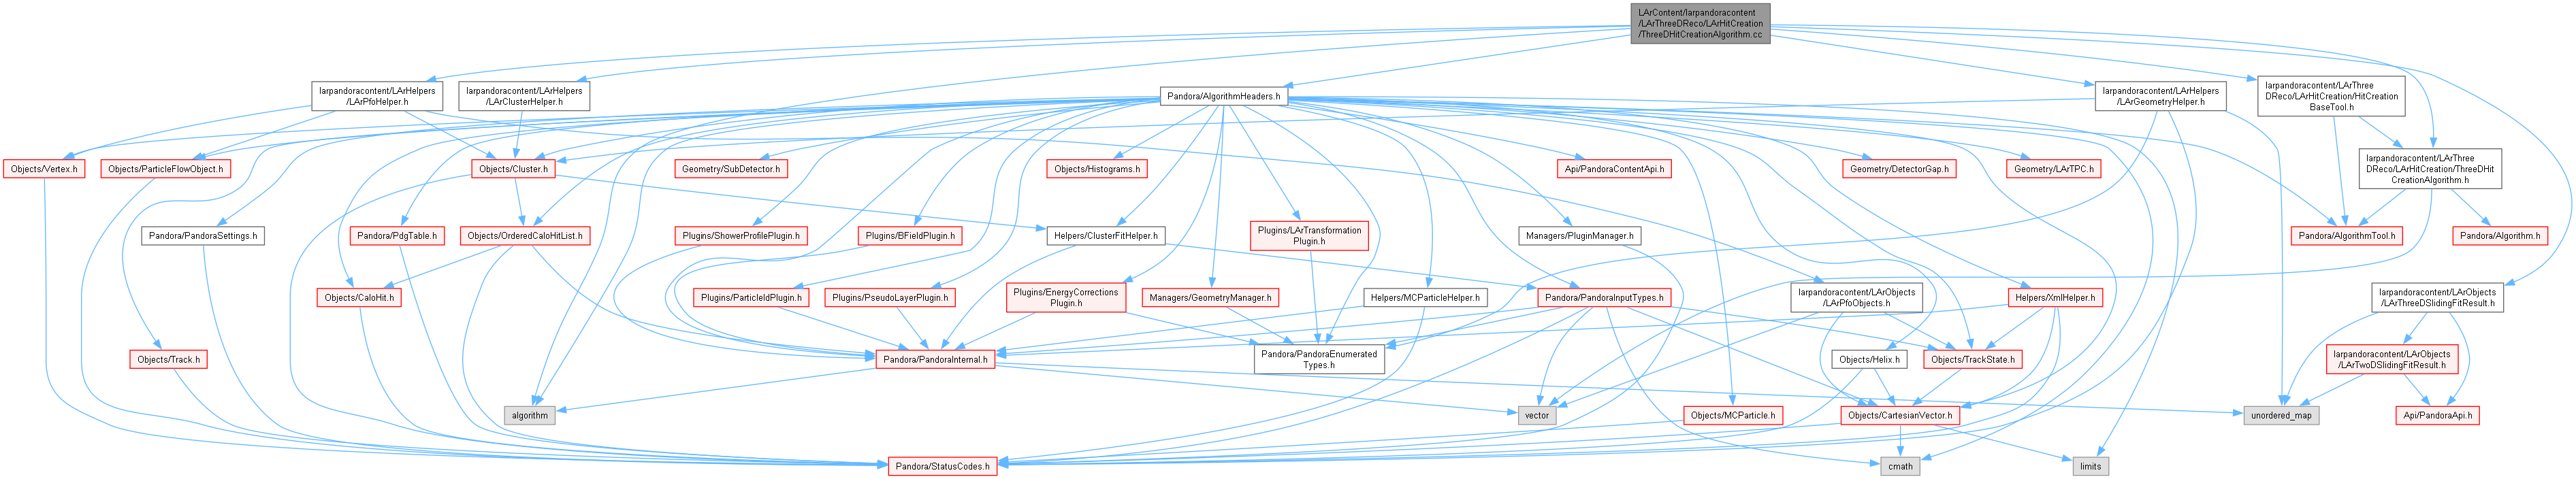 LArContent/larpandoracontent
/LArThreeDReco/LArHitCreation
/ThreeDHitCreationAlgorithm.cc
larpandoracontent/LArHelpers
/LArPfoHelper.h
larpandoracontent/LArHelpers
/LArClusterHelper.h
Pandora/AlgorithmHeaders.h
larpandoracontent/LArHelpers
/LArGeometryHelper.h
larpandoracontent/LArThree
DReco/LArHitCreation/HitCreation
BaseTool.h
Objects/Vertex.h
Objects/ParticleFlowObject.h
Objects/Cluster.h
Geometry/SubDetector.h
Objects/Histograms.h
Api/PandoraContentApi.h
Geometry/DetectorGap.h
Geometry/LArTPC.h
larpandoracontent/LArThree
DReco/LArHitCreation/ThreeDHit
CreationAlgorithm.h
Pandora/PandoraSettings.h
Pandora/PdgTable.h
Objects/OrderedCaloHitList.h
Plugins/ShowerProfilePlugin.h
Plugins/BFieldPlugin.h
Helpers/ClusterFitHelper.h
Plugins/LArTransformation
Plugin.h
Managers/PluginManager.h
Pandora/AlgorithmTool.h
Pandora/Algorithm.h
Objects/CaloHit.h
Plugins/ParticleIdPlugin.h
Plugins/PseudoLayerPlugin.h
Plugins/EnergyCorrections
Plugin.h
Managers/GeometryManager.h
Helpers/MCParticleHelper.h
Pandora/PandoraInputTypes.h
larpandoracontent/LArObjects
/LArPfoObjects.h
Helpers/XmlHelper.h
larpandoracontent/LArObjects
/LArThreeDSlidingFitResult.h
Objects/Track.h
Pandora/PandoraInternal.h
Pandora/PandoraEnumerated
Types.h
Objects/Helix.h
Objects/TrackState.h
larpandoracontent/LArObjects
/LArTwoDSlidingFitResult.h
algorithm
vector
Objects/MCParticle.h
Objects/CartesianVector.h
unordered_map
Api/PandoraApi.h
Pandora/StatusCodes.h
cmath
limits